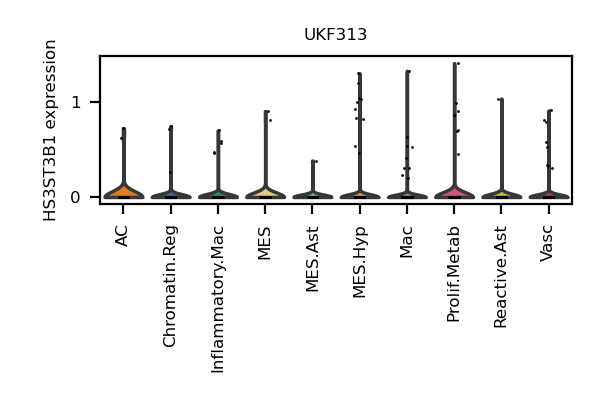 UKF313
HS3ST3B1 expression
1
0
AC
Chromatin.Reg
Inflammatory.Mac
MES
MES.Ast
MES.Hyp
Mac
Prolif.Metab
Reactive.Ast
Vasc